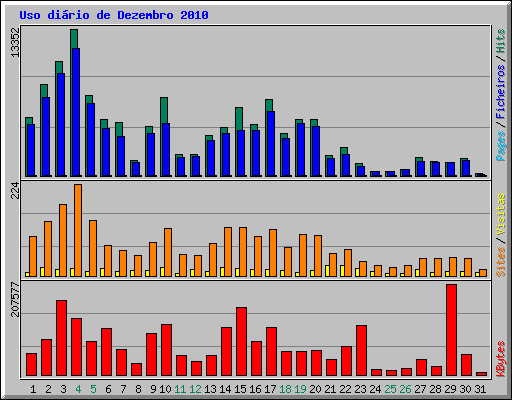 Uso diário de Dezembro 2010
13352
224
207577
Pages / Ficheiros / Hits
Sites / Visitas
KBytes
1 2 3 4 5 6 7 8 9 10 11 12 13 14 15 16 17 18 19 20 21 22 23 24 25 26 27 28 29 30 31